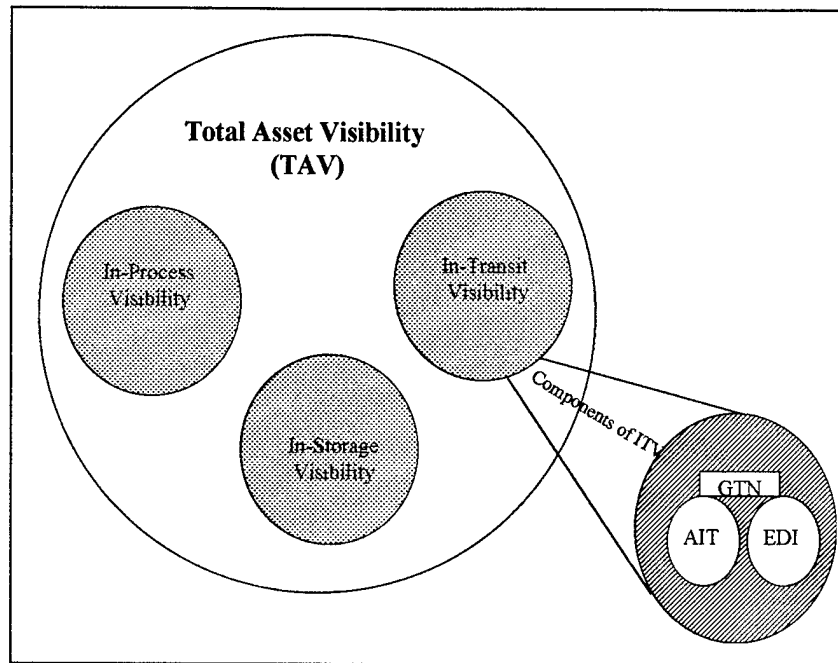 Total Asset Visibility
(TAV)
In-Process
Visibility
In-Transit
Visibility
In-Storage
Visibility
Components of ITV
GTN
AIT
EDI